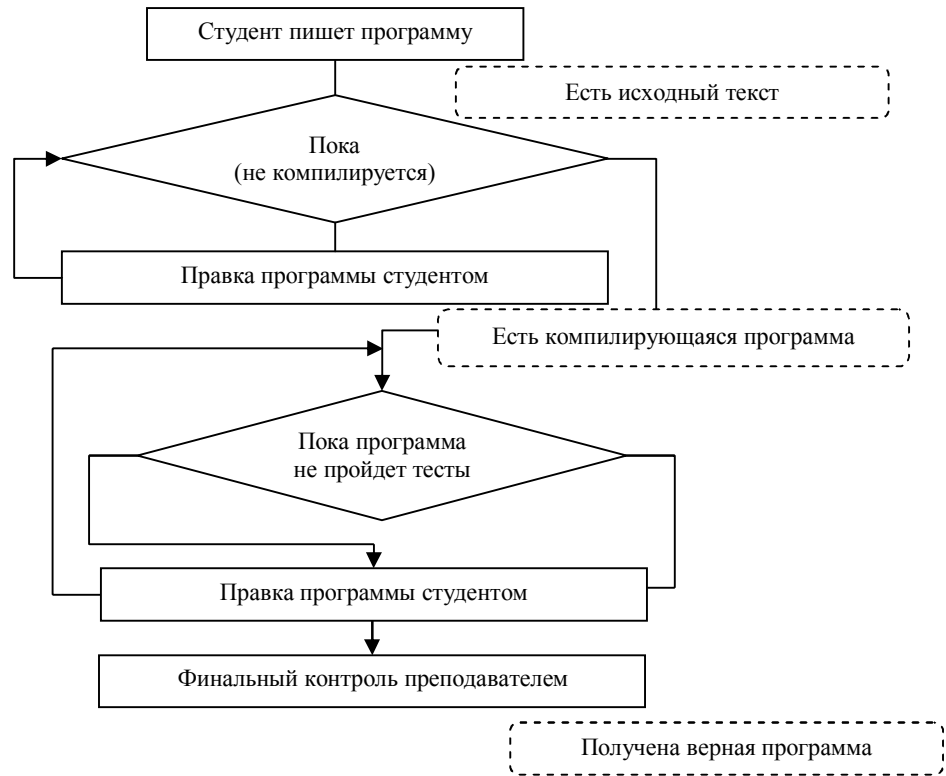 Студент пишет программу
Есть исходный текст
Пока
(не компилируется)
Правка программы студентом
Есть компилирующаяся программа
Пока программа
не пройдет тесты
Правка программы студентом
Финальный контроль преподавателем
Получена верная программа